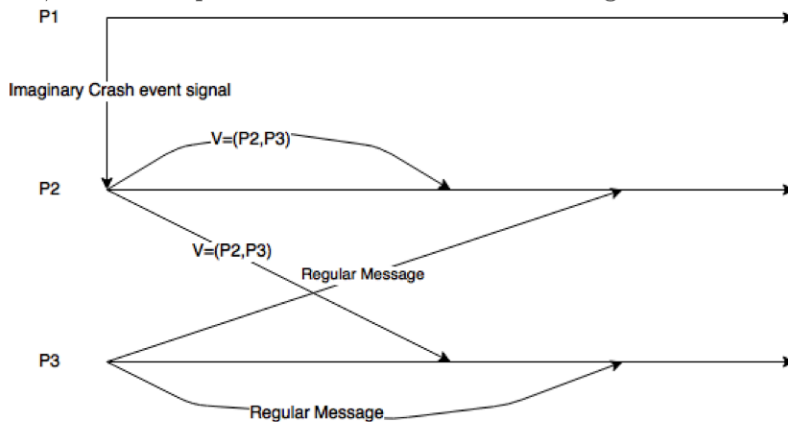 P1
Imaginary Crash event signal
V=(P2,P3)
P2
V=(P2,P3)
Regular Message
P3
Regular Message